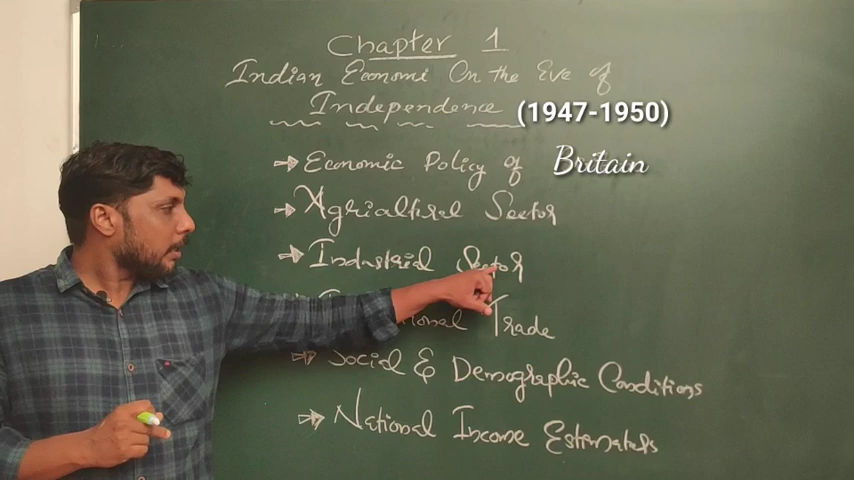 Chapter 1
Indian Economi On the Eve of
Independence (1947-1950)
→ Economic Policy of Britain
→ Agrialtirel Sector
→ Industrial Sector
Trade
→ Social & Demographic Conditions
→ National Income Estimates